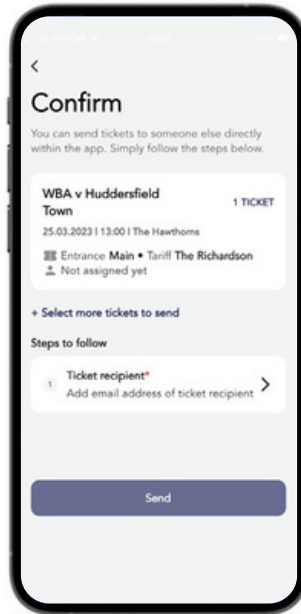 Confirm
You can send tickets to someone else directly
within the app. Simply follow the steps below.
WBA v Huddersfield
Town
1 TICKET
25.03.2023 | 13:00 | The Hawthorns
Entrance Main • Tariff The Richardson
Not assigned yet
+ Select more tickets to send
Steps to follow
1
Ticket recipient*
Add email address of ticket recipient
Send